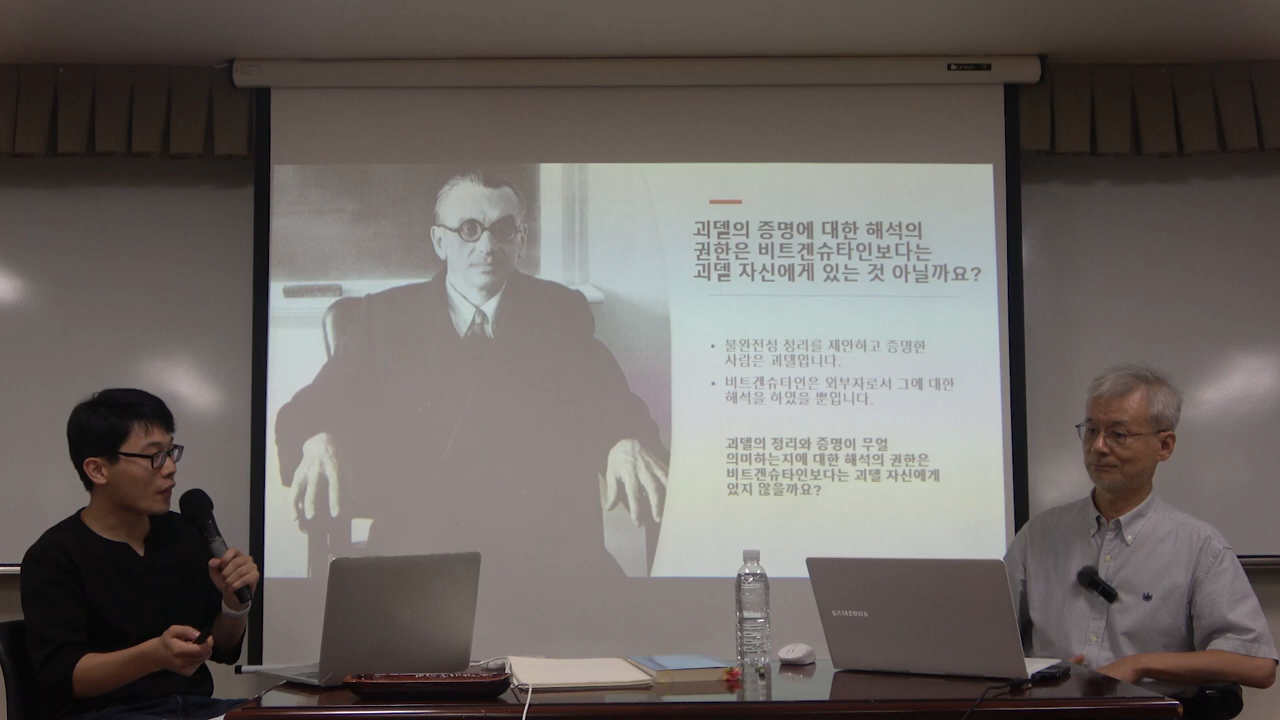 괴델의 증명에 대한 해석의
권한은 비트겐슈타인보다는
괴델 자신에게 있는 것 아닐까요?
• 불완전성 정리를 제안하고 증명한
사람은 괴델입니다.
• 비트겐슈타인은 외부자로서 그에 대한
해석을 하였을 뿐입니다.
괴델의 정리와 증명이 무얼
의미하는지에 대한 해석의 권한은
비트겐슈타인보다는 괴델 자신에게
있지 않을까요?
SAMSUNG